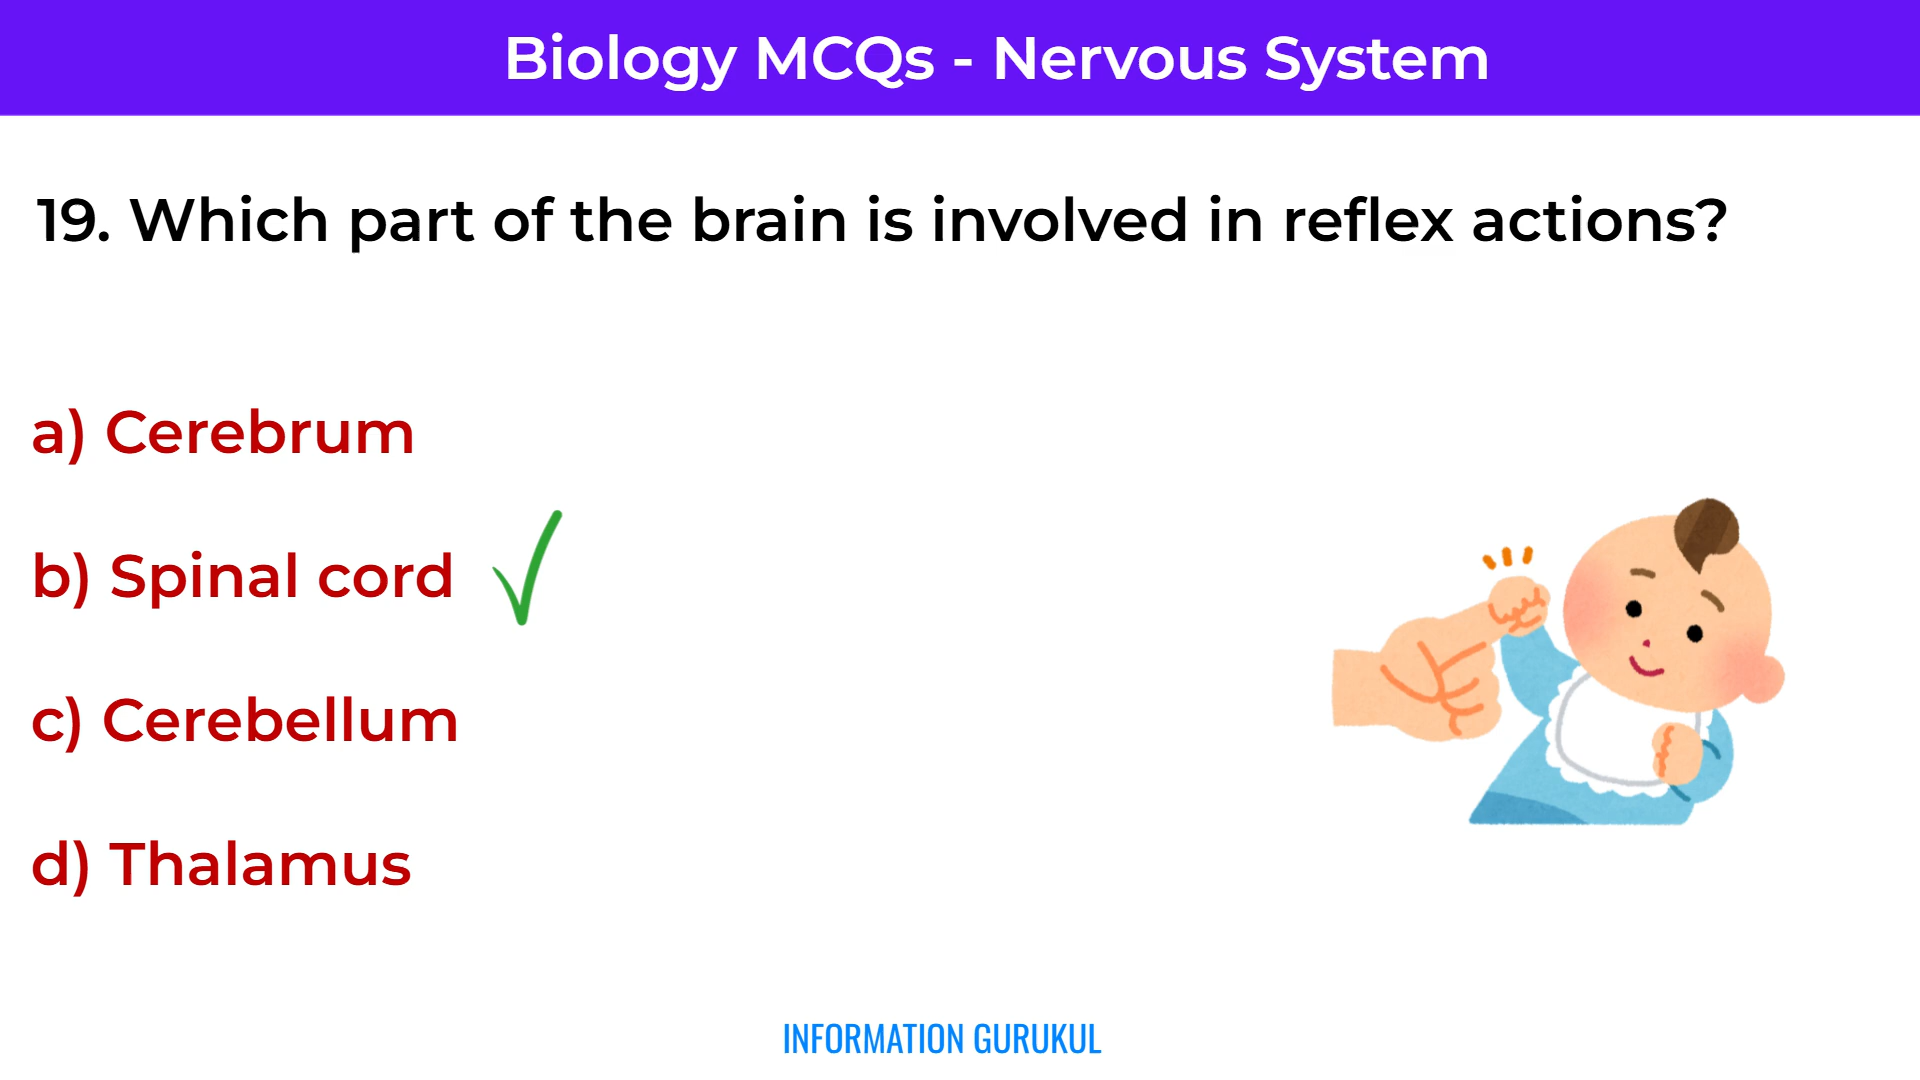 Biology MCQs - Nervous System
19. Which part of the brain is involved in reflex actions?
a) Cerebrum
b) Spinal cord
c) Cerebellum
d) Thalamus
INFORMATION GURUKUL